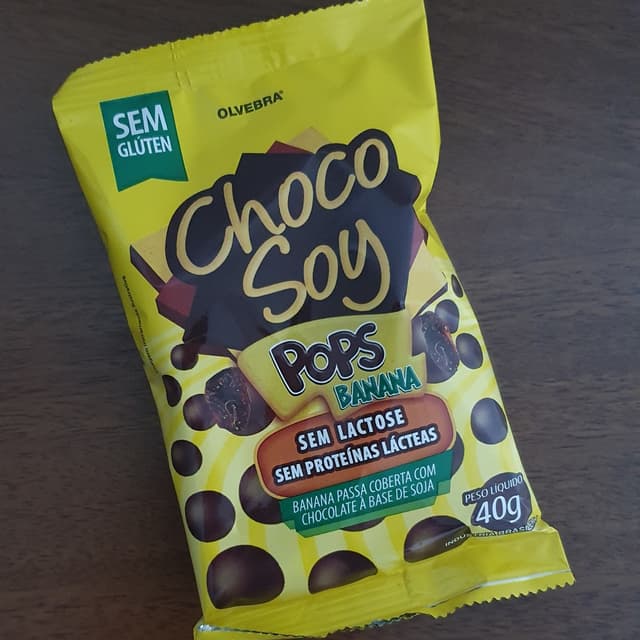 OLVEBRA®
SEM
GLÚTEN
Choco
Soy
POPS
BANANA
SEM LACTOSE
SEM PROTEÍNAS LÁCTEAS
BANANA PASSA COBERTA COM
CHOCOLATE À BASE DE SOJA
PESO LÍQUIDO
40g